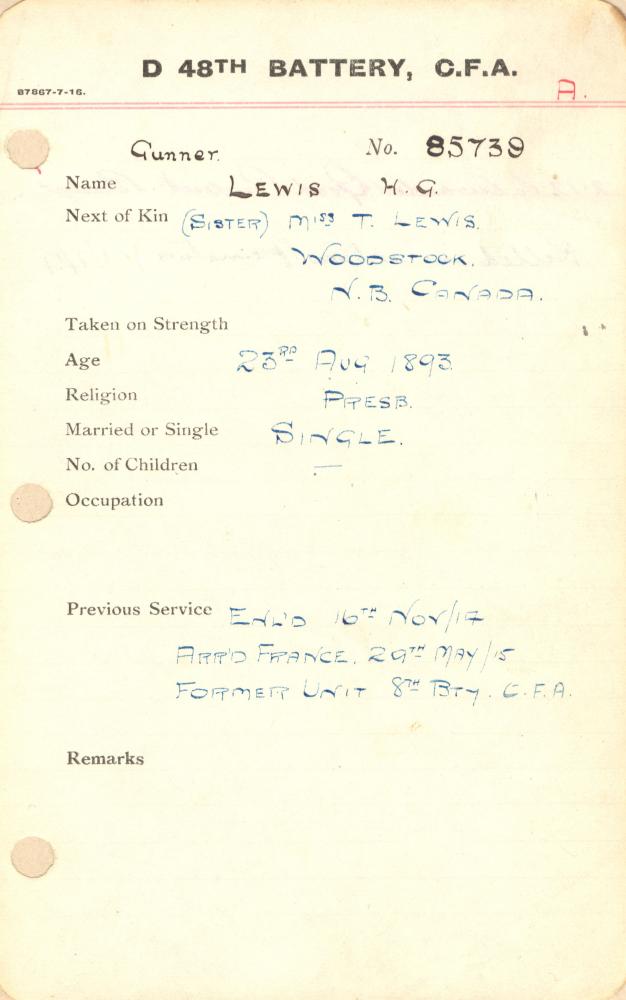 D 48TH BATTERY, C.F.A.
87867-7-16.
A.
Gunner. No. 85739
Name LEWIS H. G.
Next of Kin (SISTER) MISS T. LEWIS.
WOODSTOCK.
N.B. CANADA.
Taken on Strength
Age 23RD AUG 1893
Religion PRESB.
Married or Single SINGLE.
No. of Children —
Occupation
Previous Service ENL'D 16TH NOV/14
ARR'D FRANCE. 29TH MAY/15
FORMER UNIT 8TH BTY. C.F.A.
Remarks